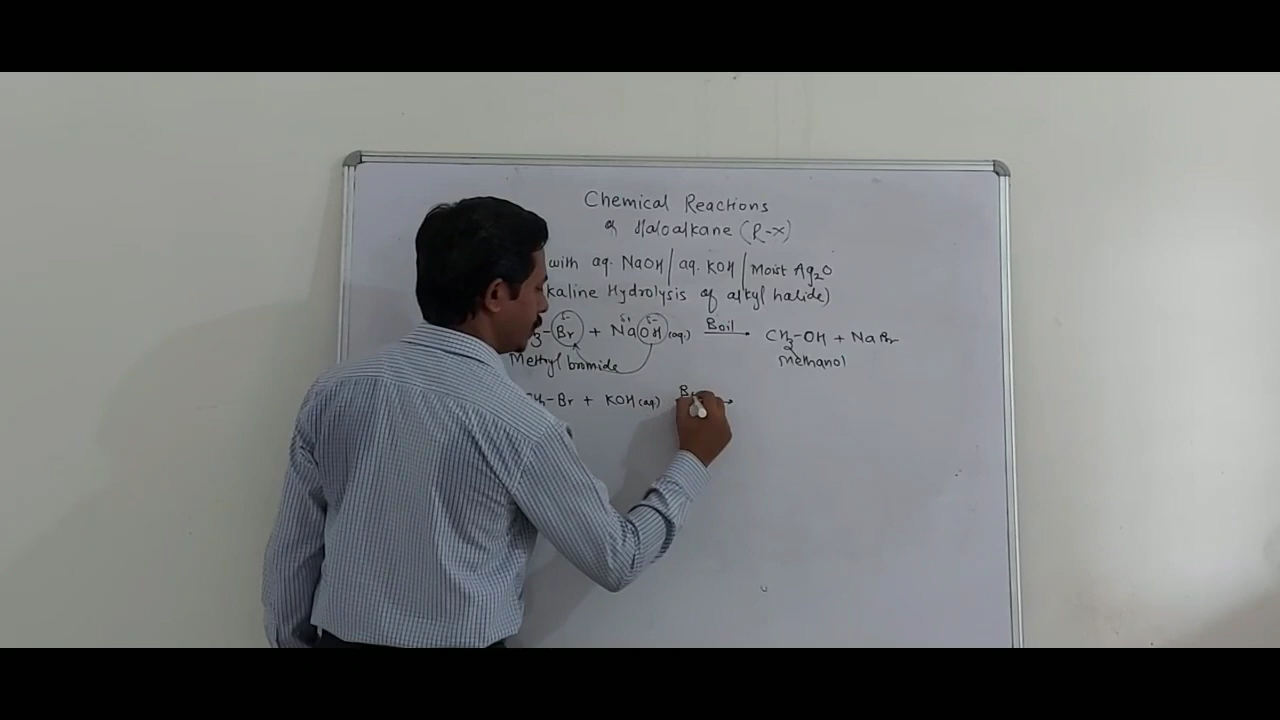 Chemical Reactions
of Haloalkane (R-X)
with aq. NaOH / aq. KOH / Moist Ag₂O
kaline Hydrolysis of alkyl halide)
3-Br + NaOH (aq.) Boil CH₃-OH + NaBr
δ- δ+ δ-
Methyl bromide Methanol
-Br + KOH (aq)